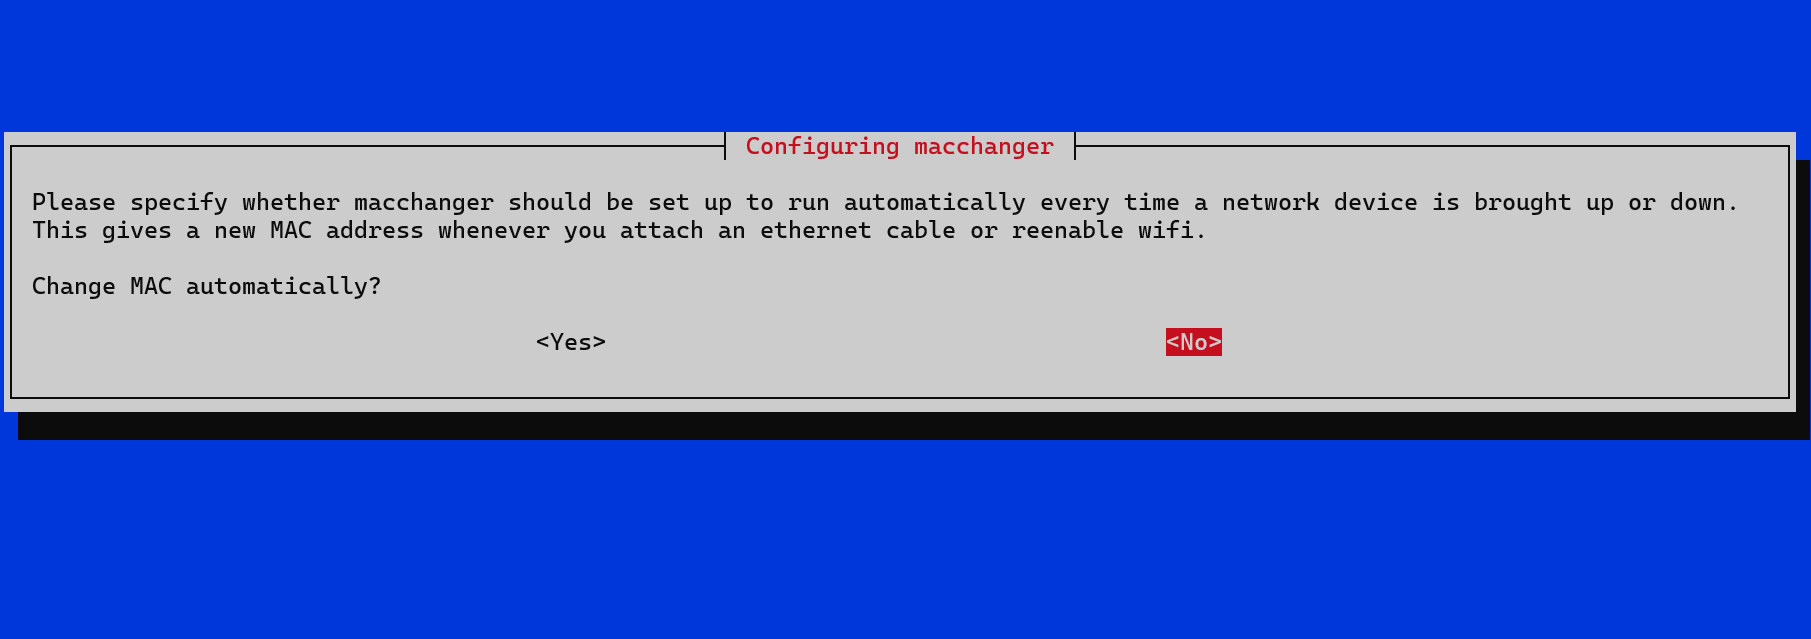 Configuring macchanger
Please specify whether macchanger should be set up to run automatically every time a network device is brought up or down.
This gives a new MAC address whenever you attach an ethernet cable or reenable wifi.
Change MAC automatically?
<Yes> <No>